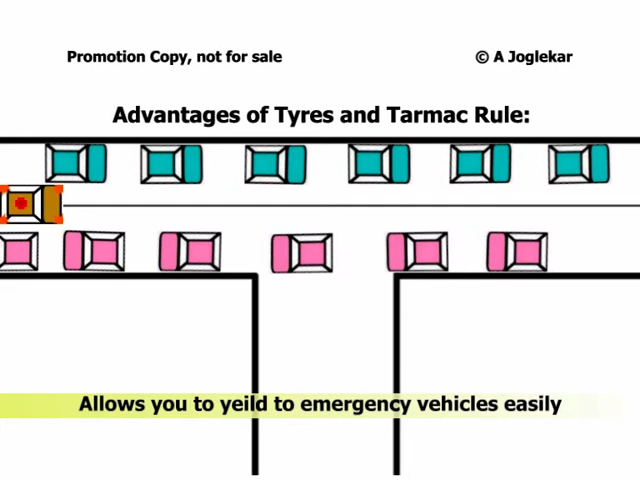 Promotion Copy, not for sale
© A Joglekar
Advantages of Tyres and Tarmac Rule:
Allows you to yeild to emergency vehicles easily